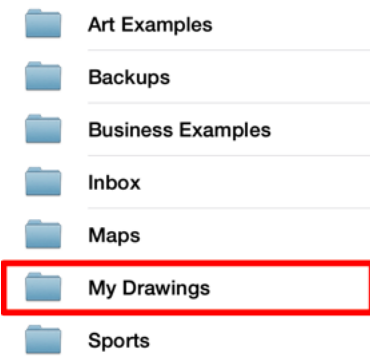 Art Examples
Backups
Business Examples
Inbox
Maps
My Drawings
Sports